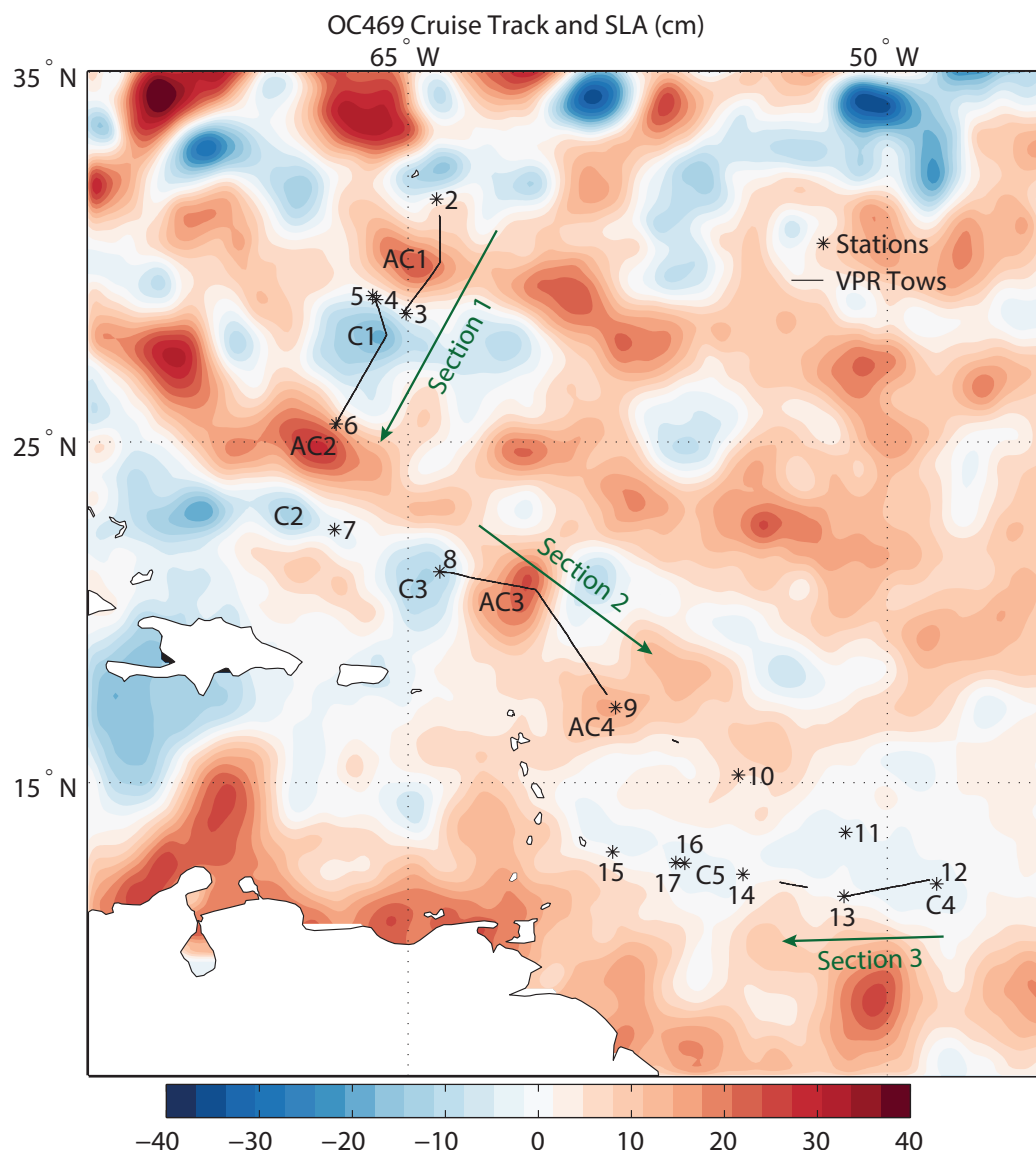 OC469 Cruise Track and SLA (cm)
65 ° W
50 ° W
35 ° N
2
Stations
AC1
VPR Tows
5
4
3
C1
Section 1
6
AC2
25 ° N
C2
7
8
C3
Section 2
AC3
9
AC4
10
15 ° N
11
16
15
17
C5
14
12
13
C4
Section 3
−40 −30 −20 −10 0 10 20 30 40